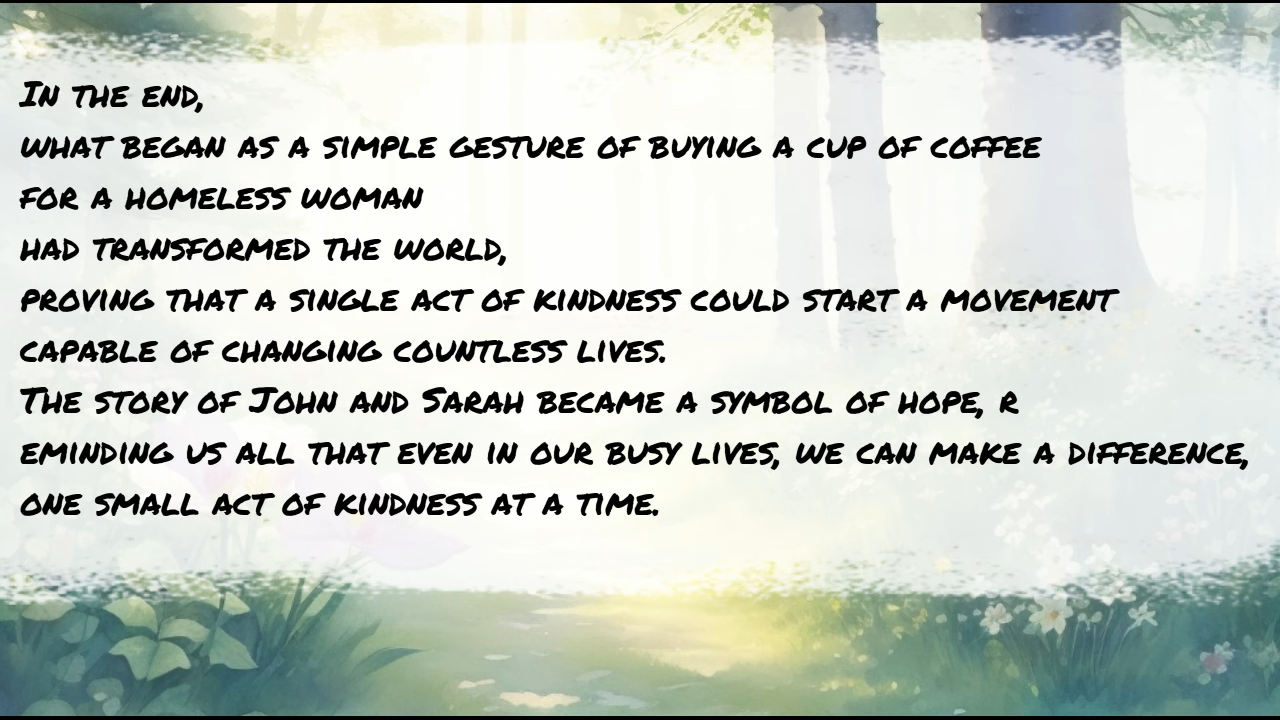 In the end,
what began as a simple gesture of buying a cup of coffee
for a homeless woman
had transformed the world,
proving that a single act of kindness could start a movement
capable of changing countless lives.
The story of John and Sarah became a symbol of hope, r
eminding us all that even in our busy lives, we can make a difference,
one small act of kindness at a time.